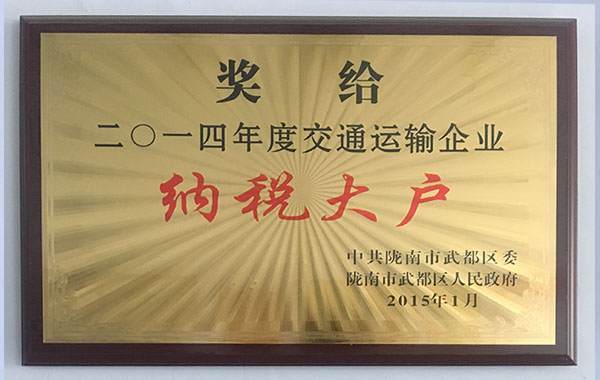 奖给
二〇一四年度交通运输企业
纳税大户
中共陇南市武都区委
陇南市武都区人民政府
2015年1月